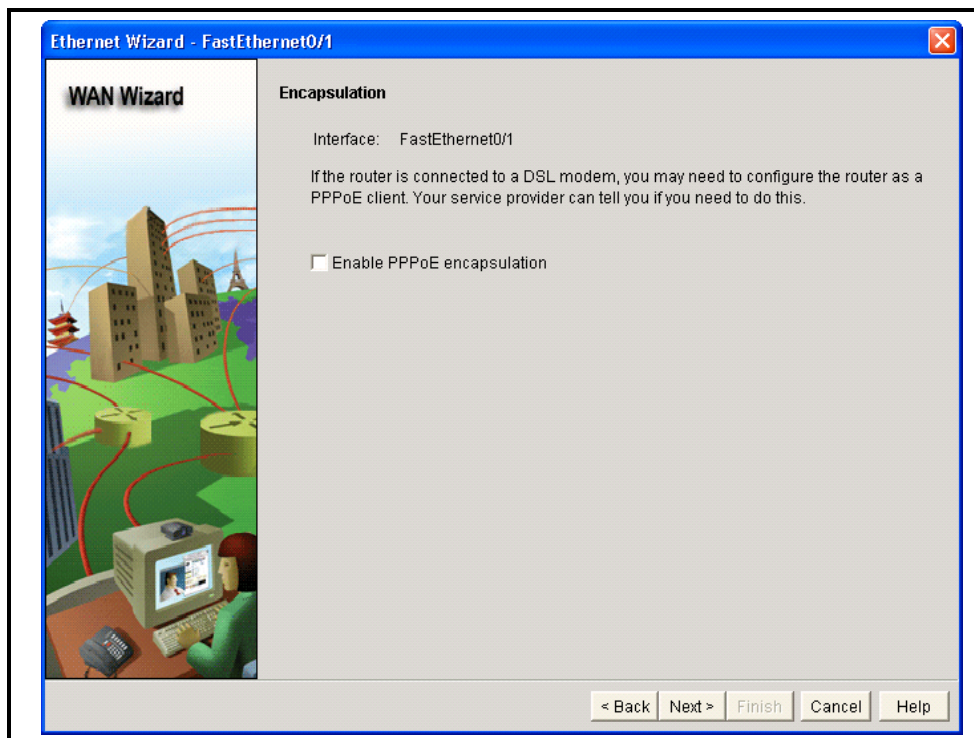 Ethernet Wizard - FastEthernet0/1
WAN Wizard
Encapsulation
Interface: FastEthernet0/1
If the router is connected to a DSL modem, you may need to configure the router as a
PPPoE client. Your service provider can tell you if you need to do this.
Enable PPPoE encapsulation
< Back Next > Finish Cancel Help